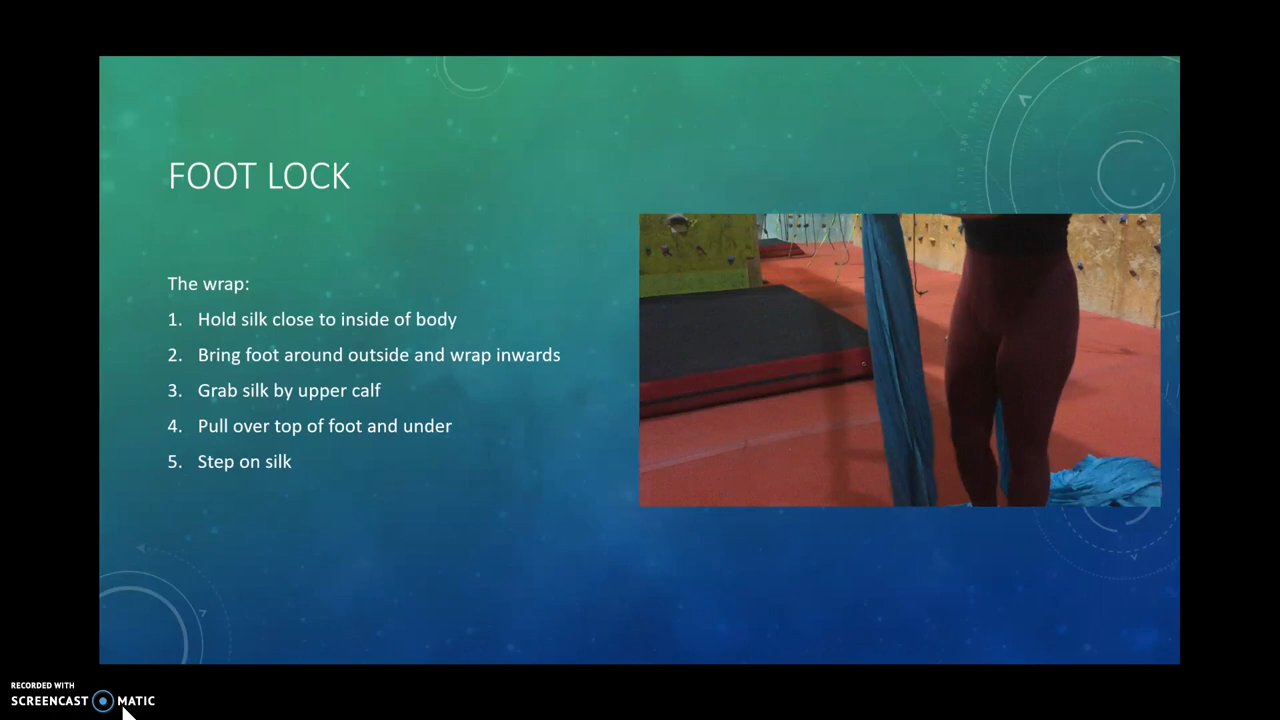 FOOT LOCK
The wrap:
1. Hold silk close to inside of body
2. Bring foot around outside and wrap inwards
3. Grab silk by upper calf
4. Pull over top of foot and under
5. Step on silk
RECORDED WITH
SCREENCAST MATIC